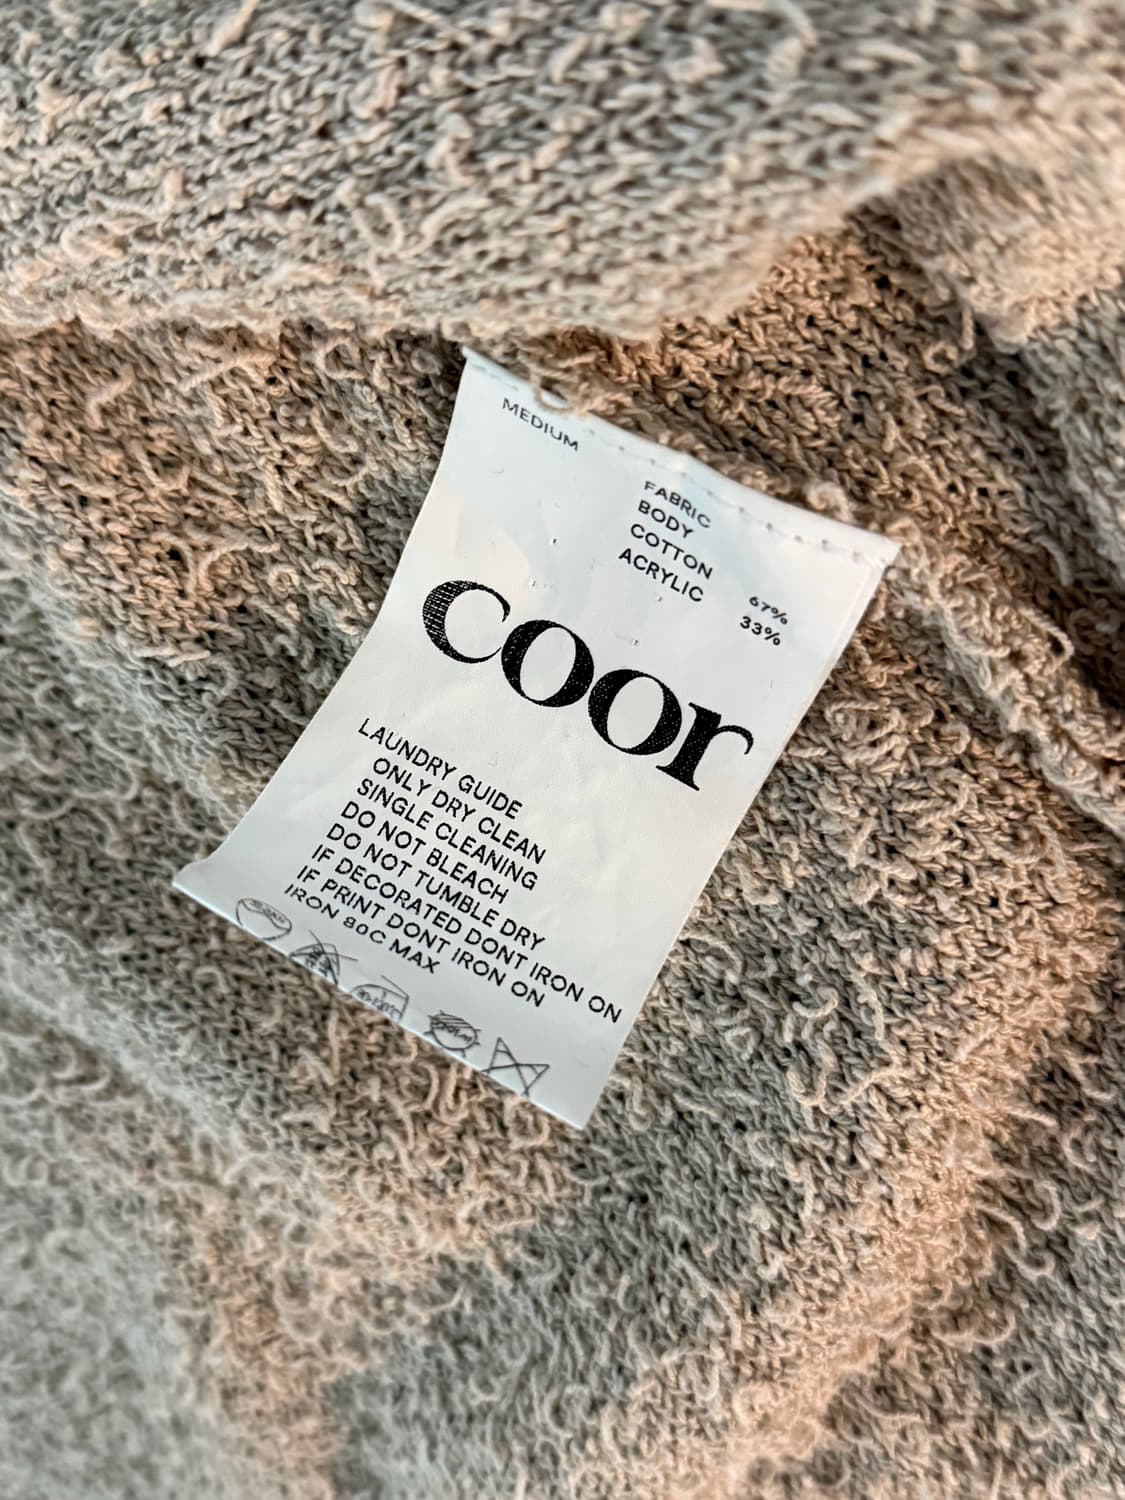 MEDIUM
FABRIC
BODY
COTTON 67%
ACRYLIC 33%
coor
LAUNDRY GUIDE
ONLY DRY CLEAN
SINGLE CLEANING
DO NOT BLEACH
DO NOT TUMBLE DRY
IF DECORATED DONT IRON ON
IF PRINT DONT IRON ON
IRON 80C MAX